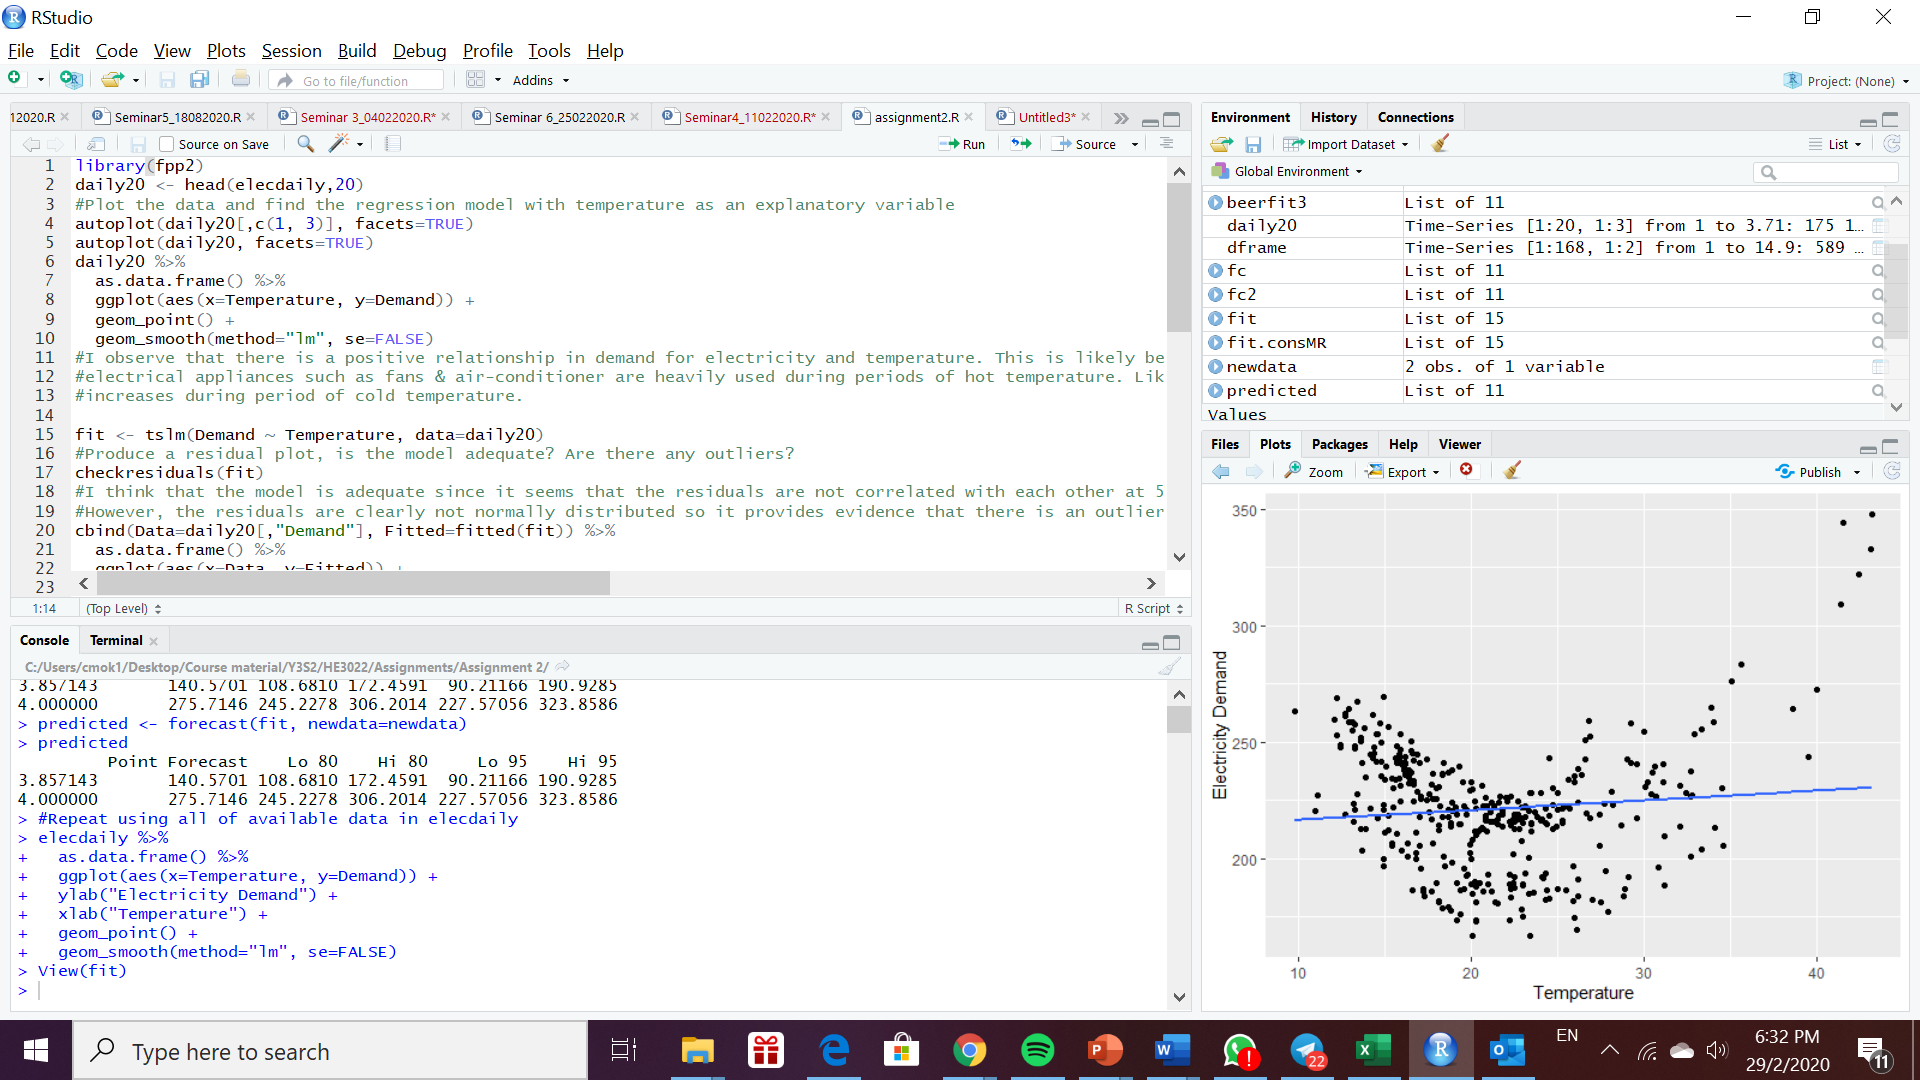 RStudio
File Edit Code View Plots Session Build Debug Profile Tools Help
Go to file/function Addins Project: (None)
12020.R Seminar5_18082020.R Seminar 3_04022020.R* Seminar 6_25022020.R Seminar4_11022020.R* assignment2.R Untitled3*
Source on Save Run Source
1 library(fpp2)
2 daily20 <- head(elecdaily,20)
3 #Plot the data and find the regression model with temperature as an explanatory variable
4 autoplot(daily20[,c(1, 3)], facets=TRUE)
5 autoplot(daily20, facets=TRUE)
6 daily20 %>%
7 as.data.frame() %>%
8 ggplot(aes(x=Temperature, y=Demand)) +
9 geom_point() +
10 geom_smooth(method="lm", se=FALSE)
11 #I observe that there is a positive relationship in demand for electricity and temperature. This is likely be
12 #electrical appliances such as fans & air-conditioner are heavily used during periods of hot temperature. Lik
13 #increases during period of cold temperature.
14
15 fit <- tslm(Demand ~ Temperature, data=daily20)
16 #Produce a residual plot, is the model adequate? Are there any outliers?
17 checkresiduals(fit)
18 #I think that the model is adequate since it seems that the residuals are not correlated with each other at 5
19 #However, the residuals are clearly not normally distributed so it provides evidence that there is an outlier
20 cbind(Data=daily20[,"Demand"], Fitted=fitted(fit)) %>%
21 as.data.frame() %>%
22 ggplot(aes(x=Data, y=Fitted)) +
23
1:14 (Top Level) R Script
Console Terminal
C:/Users/cmok1/Desktop/Course material/Y3S2/HE3022/Assignments/Assignment 2/
3.857143 140.5701 108.6810 172.4591 90.21166 190.9285
4.000000 275.7146 245.2278 306.2014 227.57056 323.8586
> predicted <- forecast(fit, newdata=newdata)
> predicted
Point Forecast Lo 80 Hi 80 Lo 95 Hi 95
3.857143 140.5701 108.6810 172.4591 90.21166 190.9285
4.000000 275.7146 245.2278 306.2014 227.57056 323.8586
> #Repeat using all of available data in elecdaily
> elecdaily %>%
+ as.data.frame() %>%
+ ggplot(aes(x=Temperature, y=Demand)) +
+ ylab("Electricity Demand") +
+ xlab("Temperature") +
+ geom_point() +
+ geom_smooth(method="lm", se=FALSE)
> View(fit)
>
Environment History Connections
Import Dataset List
Global Environment
beerfit3 List of 11
daily20 Time-Series [1:20, 1:3] from 1 to 3.71: 175 1…
dframe Time-Series [1:168, 1:2] from 1 to 14.9: 589 …
fc List of 11
fc2 List of 11
fit List of 15
fit.consMR List of 15
newdata 2 obs. of 1 variable
predicted List of 11
Values
Files Plots Packages Help Viewer
Zoom Export Publish
350
300
250
200
Electricity Demand
10 20 30 40
Temperature
Type here to search
22
EN
6:32 PM
29/2/2020
11